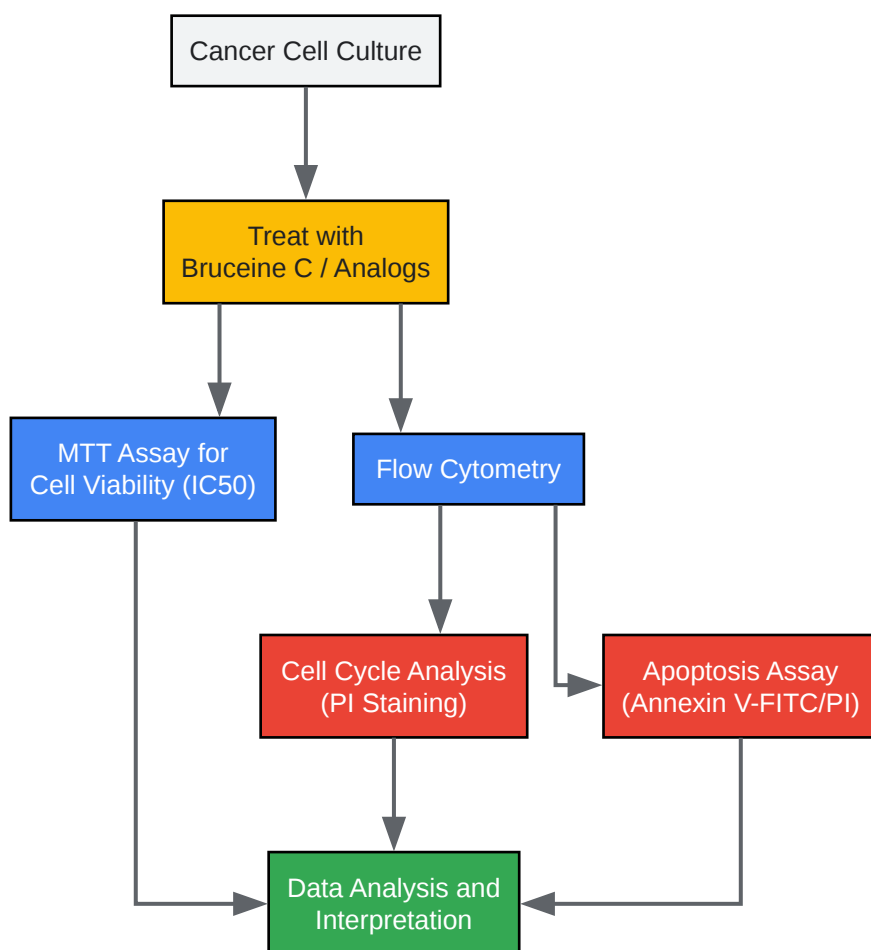 Cancer Cell Culture
Treat with
Bruceine C / Analogs
MTT Assay for
Cell Viability (IC50)
Flow Cytometry
Cell Cycle Analysis
(PI Staining)
Apoptosis Assay
(Annexin V-FITC/PI)
Data Analysis and
Interpretation